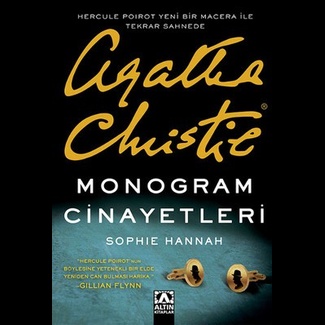 HERCULE POIROT YENİ BİR MACERA İLE
TEKRAR SAHNEDE
Agatha
Christie®
MONOGRAM
CİNAYETLERİ
SOPHIE HANNAH
"HERCULE POIROT'nun
BÖYLESİNE YETENEKLİ BİR ELDE
YENİDEN CAN BULMASI HARİKA."
-GILLIAN FLYNN
ALTIN
KİTAPLAR